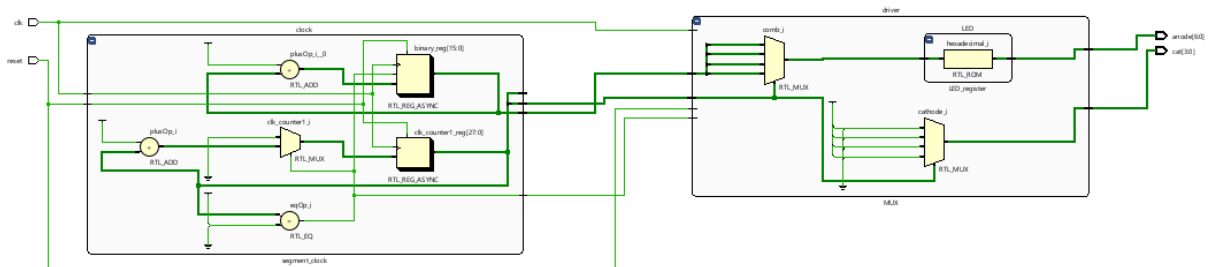 driver
clk
clock
comb_i
LED
anode[6:0]
plusOp_i__0
binary_reg[15:0]
hexadecimal_i
cat[3:0]
reset
RTL_ADD
RTL_MUX
RTL_ROM
RTL_REG_ASYNC
LED_register
plusOp_i
clk_counter1_i
clk_counter1_reg[27:0]
cathode_i
RTL_ADD
RTL_MUX
RTL_REG_ASYNC
RTL_MUX
eqOp_i
RTL_EQ
MUX
segment_clock